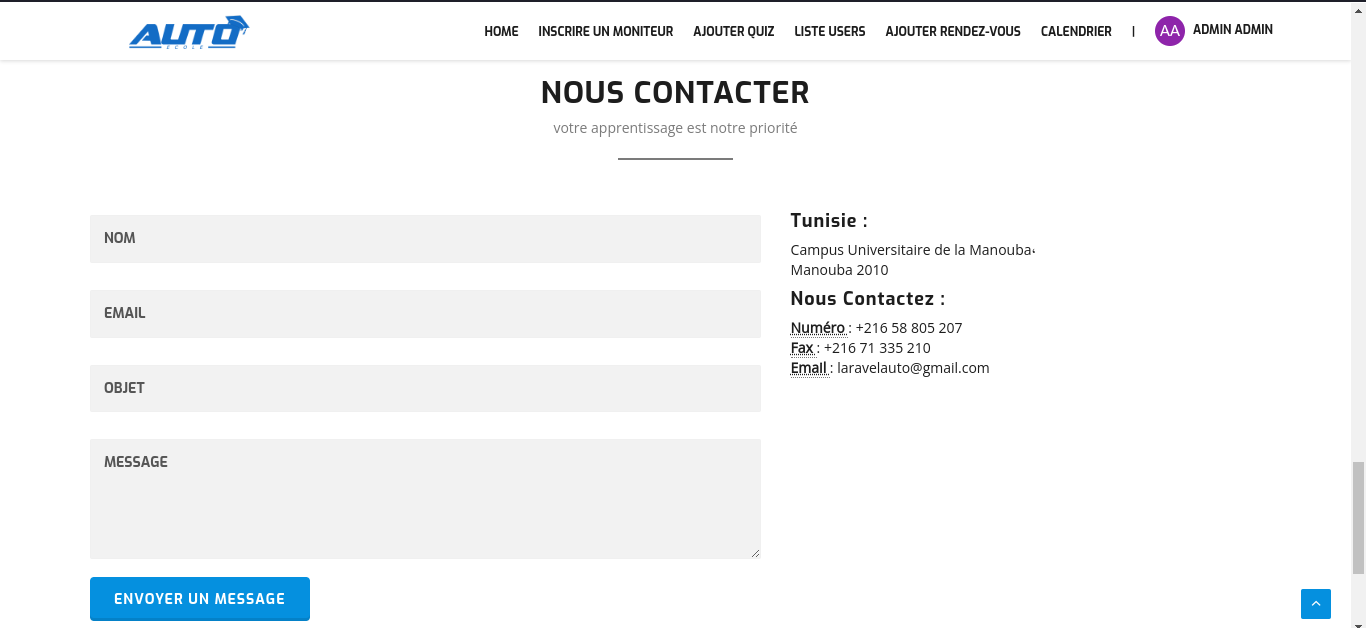 AUTO
ECOLE
HOME INSCRIRE UN MONITEUR AJOUTER QUIZ LISTE USERS AJOUTER RENDEZ-VOUS CALENDRIER | AA ADMIN ADMIN
NOUS CONTACTER
votre apprentissage est notre priorité
NOM
EMAIL
OBJET
MESSAGE
ENVOYER UN MESSAGE
Tunisie :
Campus Universitaire de la Manouba،
Manouba 2010
Nous Contactez :
Numéro : +216 58 805 207
Fax : +216 71 335 210
Email : laravelauto@gmail.com